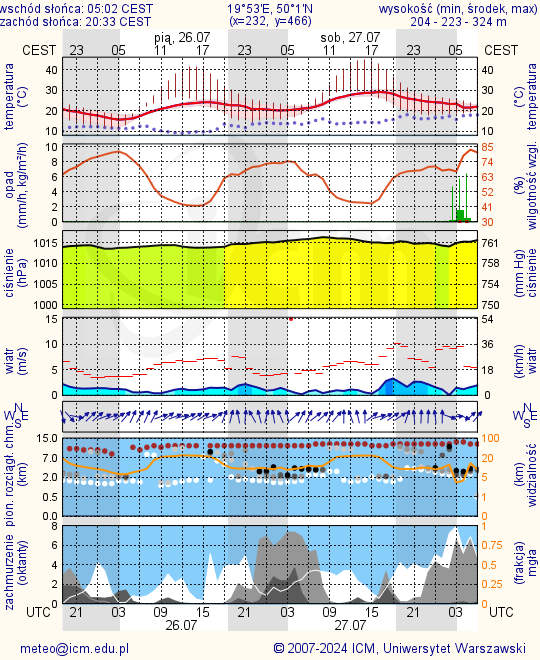 wschód słońca: 05:02 CEST 19°53'E, 50°1'N wysokość (min, środek, max)
zachód słońca: 20:33 CEST (x=232, y=466) 204 - 223 - 324 m
pią, 26.07 sob, 27.07
CEST 23 05 11 17 23 05 11 17 23 05 CEST
temperatura (°C)
40 40
30 30
20 20
10 10
temperatura (°C)
opad (mm/h, kg/m²/h)
10 85
8 74
6 63
4 52
2 41
0 30
(%) wilgotność wzgl.
ciśnienie (hPa)
1015 761
1010 758
1005 754
1000 750
(mm Hg) ciśnienie
wiatr (m/s)
15 54
10 36
5 18
0 0
(km/h) wiatr
N N
W E W E
S S
pion. rozciągł. chm. (km)
15.0 100
7.0 20
2.0 5
0.5 1
0.0 0
(km) widzialność
zachmurzenie (oktanty)
8 1
6 0.75
4 0.5
2 0.25
0 0
(frakcja) mgła
UTC 21 03 09 15 21 03 09 15 21 03 UTC
26.07 27.07
meteo@icm.edu.pl © 2007-2024 ICM, Uniwersytet Warszawski